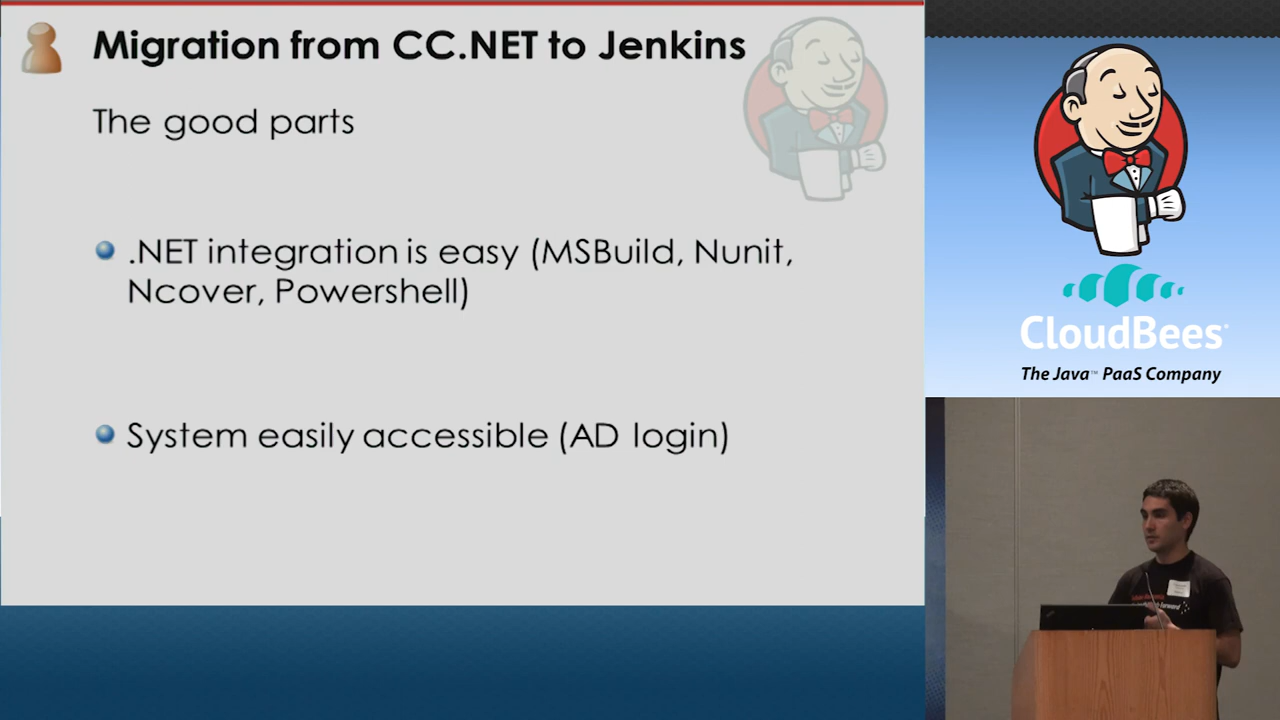 Migration from CC.NET to Jenkins
The good parts
.NET integration is easy (MSBuild, Nunit,
Ncover, Powershell)
System easily accessible (AD login)
CloudBees
The Java™ PaaS Company